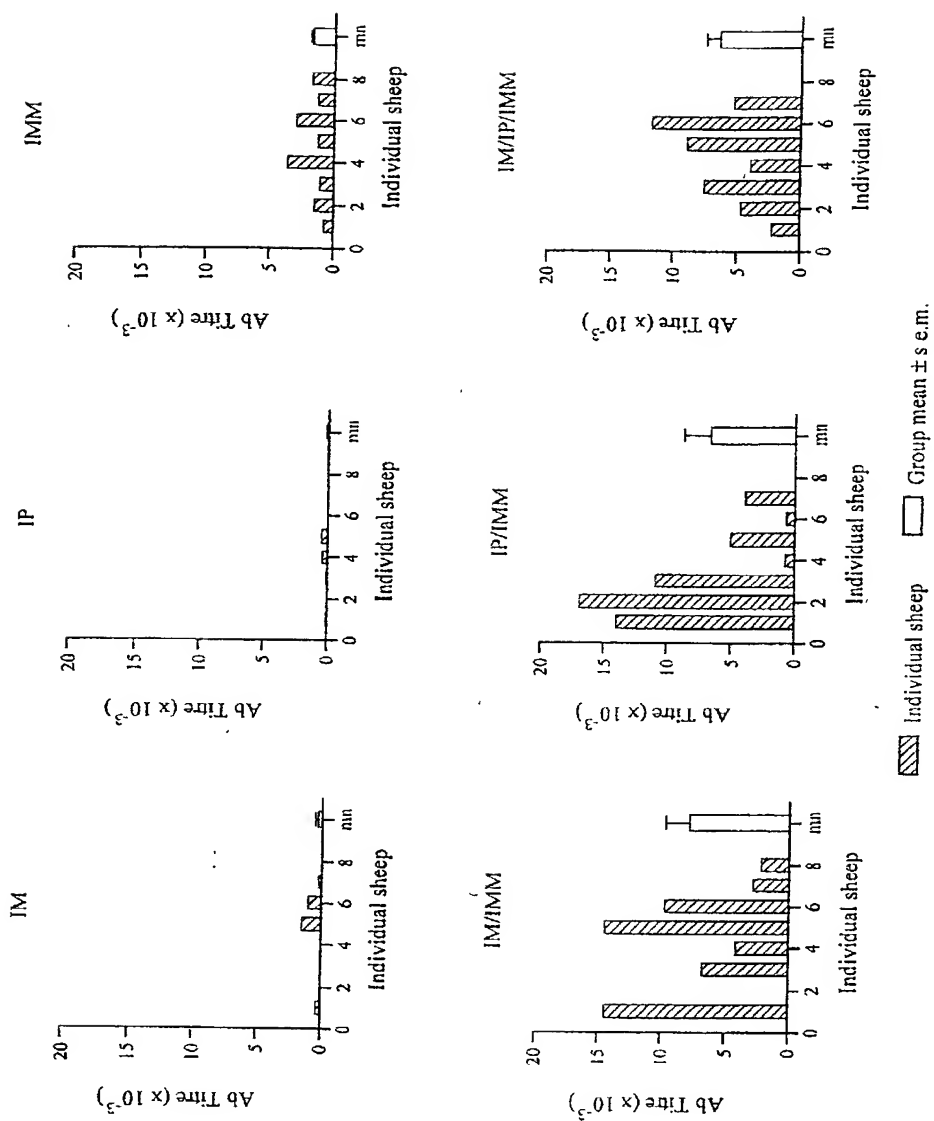 IM
Ab Titre (x 10⁻³)
20
15
10
5
0
0 2 4 6 8 mn
Individual sheep
IP
Ab Titre (x 10⁻³)
20
15
10
5
0
0 2 4 6 8 mn
Individual sheep
IMM
Ab Titre (x 10⁻³)
20
15
10
5
0
0 2 4 6 8 mn
Individual sheep
IM/IMM
Ab Titre (x 10⁻³)
20
15
10
5
0
0 2 4 6 8 mn
Individual sheep
IP/IMM
Ab Titre (x 10⁻³)
20
15
10
5
0
0 2 4 6 8 mn
Individual sheep
IM/IP/IMM
Ab Titre (x 10⁻³)
20
15
10
5
0
0 2 4 6 8 mn
Individual sheep
Individual sheep
Group mean ± s e.m.